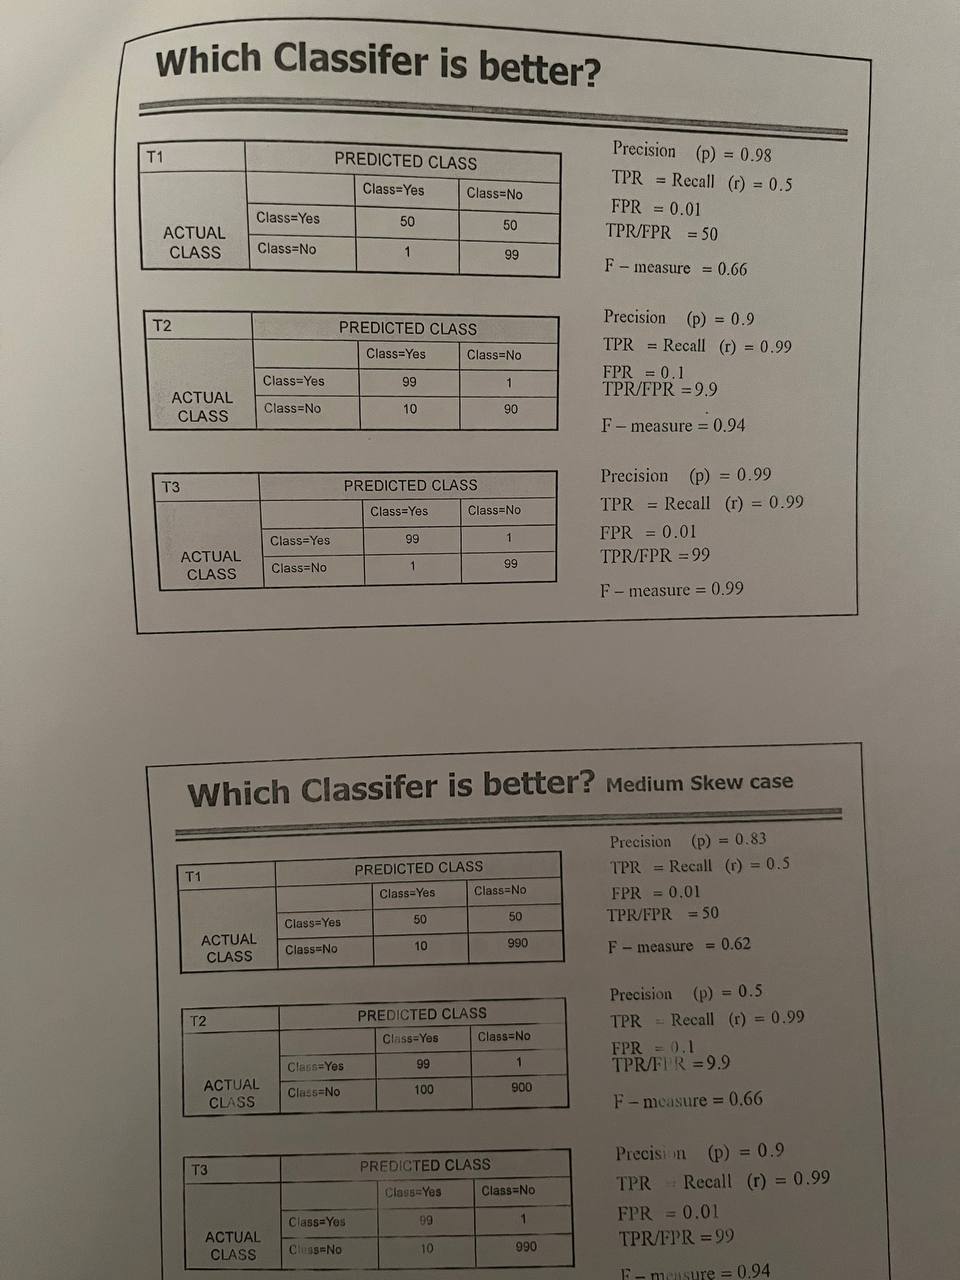 Which Classifer is better?
T1 PREDICTED CLASS
Class=Yes Class=No
ACTUAL CLASS
Class=Yes 50 50
Class=No 1 99
Precision (p) = 0.98
TPR = Recall (r) = 0.5
FPR = 0.01
TPR/FPR = 50
F – measure = 0.66
T2 PREDICTED CLASS
Class=Yes Class=No
ACTUAL CLASS
Class=Yes 99 1
Class=No 10 90
Precision (p) = 0.9
TPR = Recall (r) = 0.99
FPR = 0.1
TPR/FPR = 9.9
F – measure = 0.94
T3 PREDICTED CLASS
Class=Yes Class=No
ACTUAL CLASS
Class=Yes 99 1
Class=No 1 99
Precision (p) = 0.99
TPR = Recall (r) = 0.99
FPR = 0.01
TPR/FPR = 99
F – measure = 0.99
Which Classifer is better? Medium Skew case
T1 PREDICTED CLASS
Class=Yes Class=No
ACTUAL CLASS
Class=Yes 50 50
Class=No 10 990
Precision (p) = 0.83
TPR = Recall (r) = 0.5
FPR = 0.01
TPR/FPR = 50
F – measure = 0.62
T2 PREDICTED CLASS
Class=Yes Class=No
ACTUAL CLASS
Class=Yes 99 1
Class=No 100 900
Precision (p) = 0.5
TPR = Recall (r) = 0.99
FPR = 0.1
TPR/FPR = 9.9
F – measure = 0.66
T3 PREDICTED CLASS
Class=Yes Class=No
ACTUAL CLASS
Class=Yes 99 1
Class=No 10 990
Precision (p) = 0.9
TPR = Recall (r) = 0.99
FPR = 0.01
TPR/FPR = 99
F – measure = 0.94